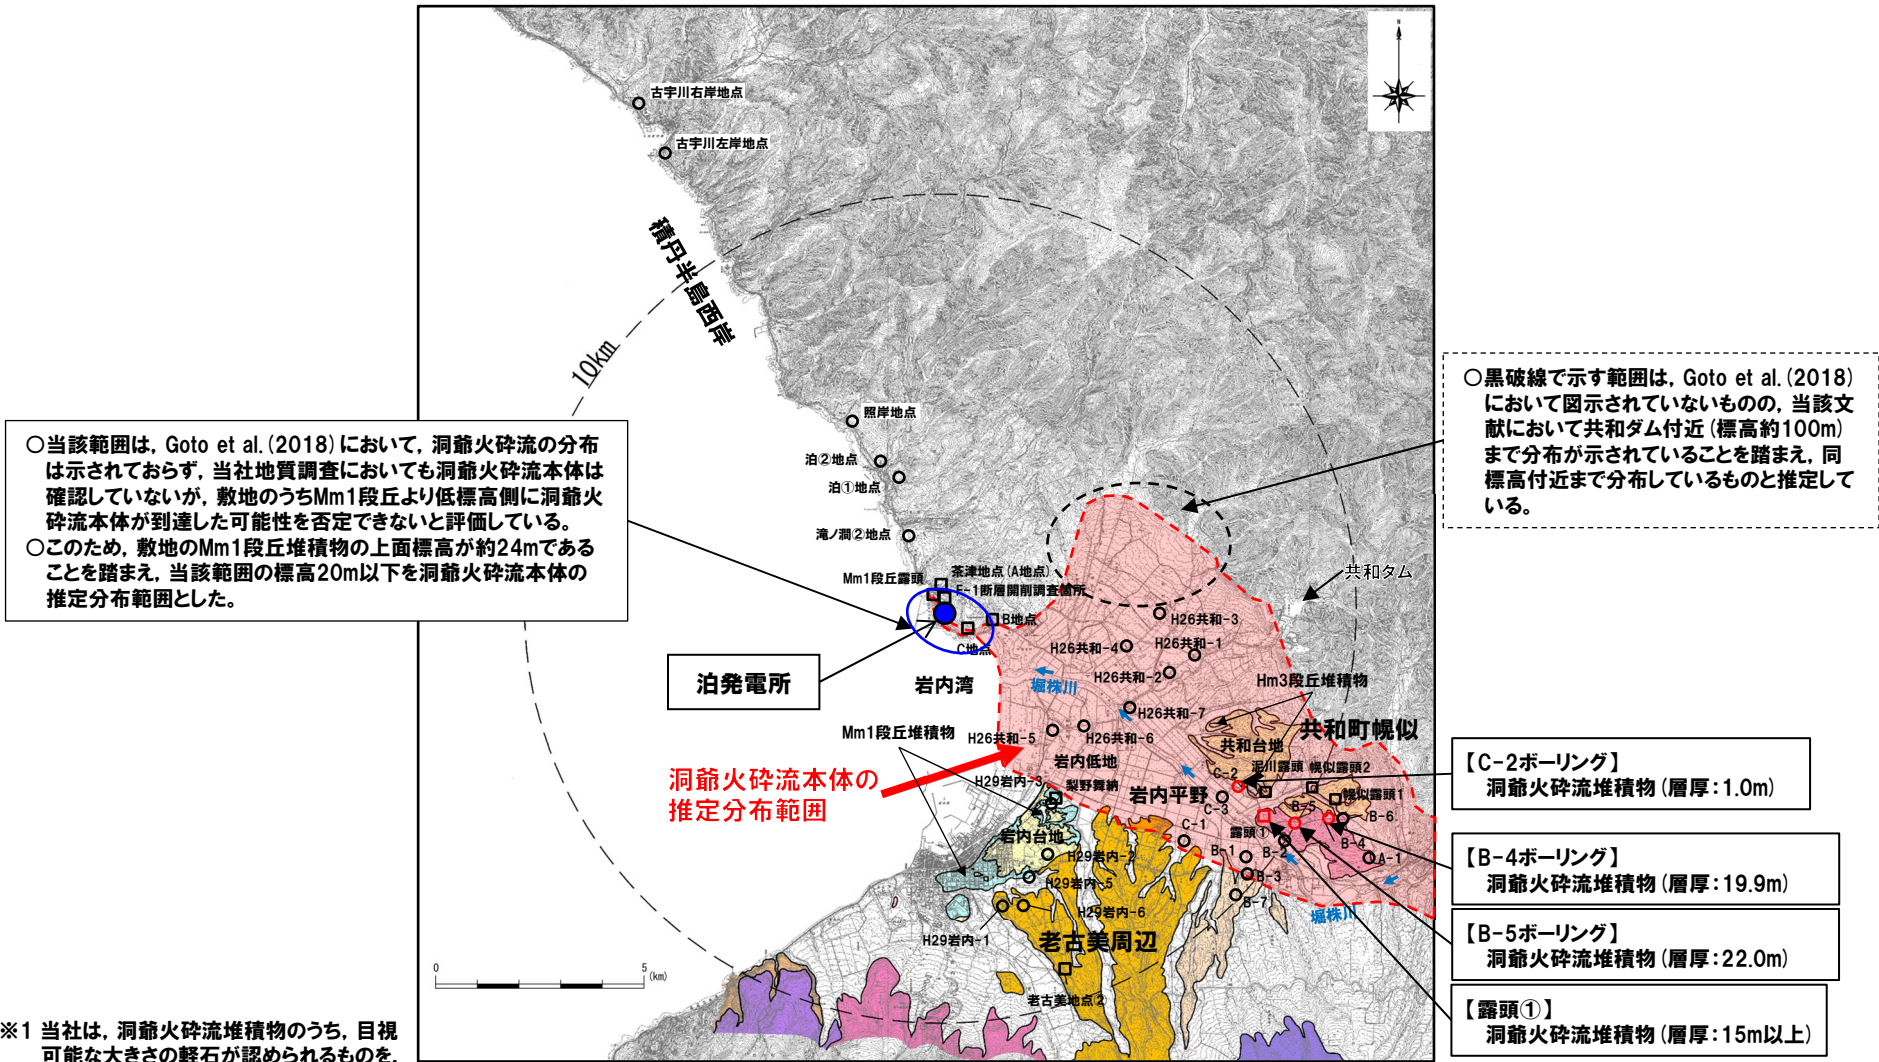 古宇川右岸地点
古宇川左岸地点
積丹半島西岸
10km
N
○黒破線で示す範囲は，Goto et al.（2018）
において図示されていないものの，当該文
献において共和ダム付近（標高約100m）
まで分布が示されていることを踏まえ，同
標高付近まで分布しているものと推定して
いる。
○当該範囲は，Goto et al.（2018）において，洞爺火砕流の分布
は示されておらず，当社地質調査においても洞爺火砕流本体は
確認していないが，敷地のうちMm1段丘より低標高側に洞爺火
砕流本体が到達した可能性を否定できないと評価している。
○このため，敷地のMm1段丘堆積物の上面標高が約24mである
ことを踏まえ，当該範囲の標高20m以下を洞爺火砕流本体の
推定分布範囲とした。
照岸地点
泊②地点
泊①地点
滝ノ澗②地点
Mm1段丘露頭
茶津地点（A地点）
F-1断層開削調査箇所
B地点
C地点
共和ダム
泊発電所
岩内湾
堀株川
H26共和-3
H26共和-1
H26共和-4
H26共和-2
H26共和-7
H26共和-5
H26共和-6
Hm3段丘堆積物
共和町幌似
共和台地
Mm1段丘堆積物
岩内低地
洞爺火砕流本体の
推定分布範囲
H29岩内-3
梨野舞納
岩内平野
C-2
泥川露頭
幌似露頭2
幌似露頭1
C-3
C-1
露頭①
B-5
B-6
B-4
B-1
B-2
A-1
B-3
B-7
堀株川
岩内台地
H29岩内-2
H29岩内-5
H29岩内-6
H29岩内-1
老古美周辺
老古美地点②
0
5
(km)
【C-2ボーリング】
洞爺火砕流堆積物（層厚：1.0m）
【B-4ボーリング】
洞爺火砕流堆積物（層厚：19.9m）
【B-5ボーリング】
洞爺火砕流堆積物（層厚：22.0m）
【露頭①】
洞爺火砕流堆積物（層厚：15m以上）
※1 当社は，洞爺火砕流堆積物のうち，目視
可能な大きさの軽石が認められるものを，